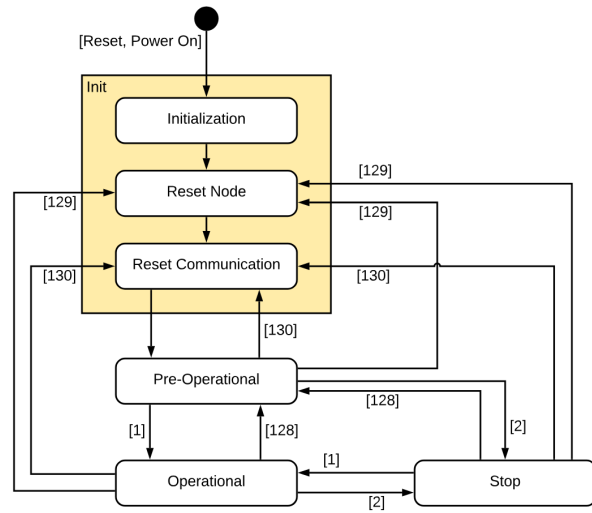 [Reset, Power On]
Init
Initialization
[129]
Reset Node
[129]
[129]
Reset Communication
[130]
[130]
[130]
Pre-Operational
[128]
[1]
[128]
[2]
[1]
Operational
Stop
[2]